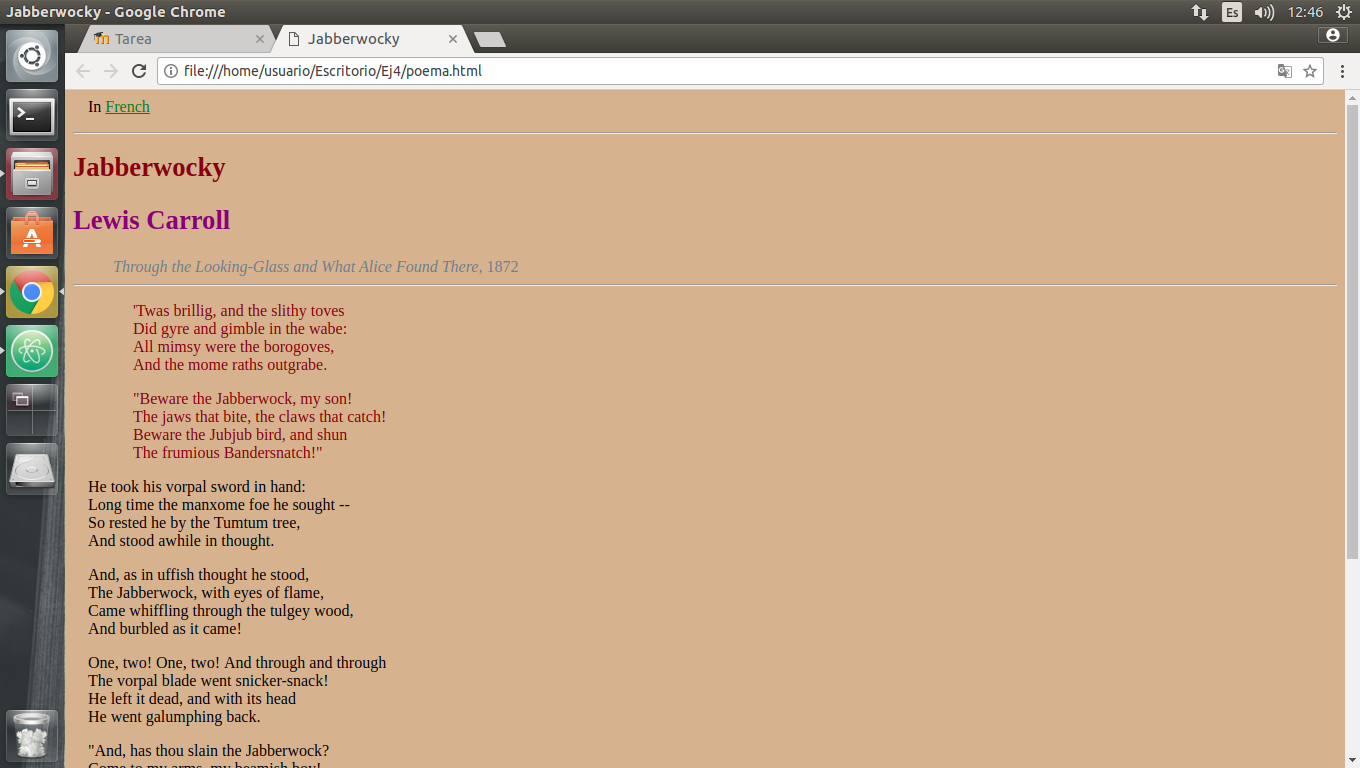 Jabberwocky - Google Chrome
Es
12:46
Tarea
Jabberwocky
file:///home/usuario/Escritorio/Ej4/poema.html
In French
Jabberwocky
Lewis Carroll
Through the Looking-Glass and What Alice Found There, 1872
'Twas brillig, and the slithy toves
Did gyre and gimble in the wabe:
All mimsy were the borogoves,
And the mome raths outgrabe.
"Beware the Jabberwock, my son!
The jaws that bite, the claws that catch!
Beware the Jubjub bird, and shun
The frumious Bandersnatch!"
He took his vorpal sword in hand:
Long time the manxome foe he sought --
So rested he by the Tumtum tree,
And stood awhile in thought.
And, as in uffish thought he stood,
The Jabberwock, with eyes of flame,
Came whiffling through the tulgey wood,
And burbled as it came!
One, two! One, two! And through and through
The vorpal blade went snicker-snack!
He left it dead, and with its head
He went galumphing back.
"And, has thou slain the Jabberwock?
Come to my arms, my beamish boy!